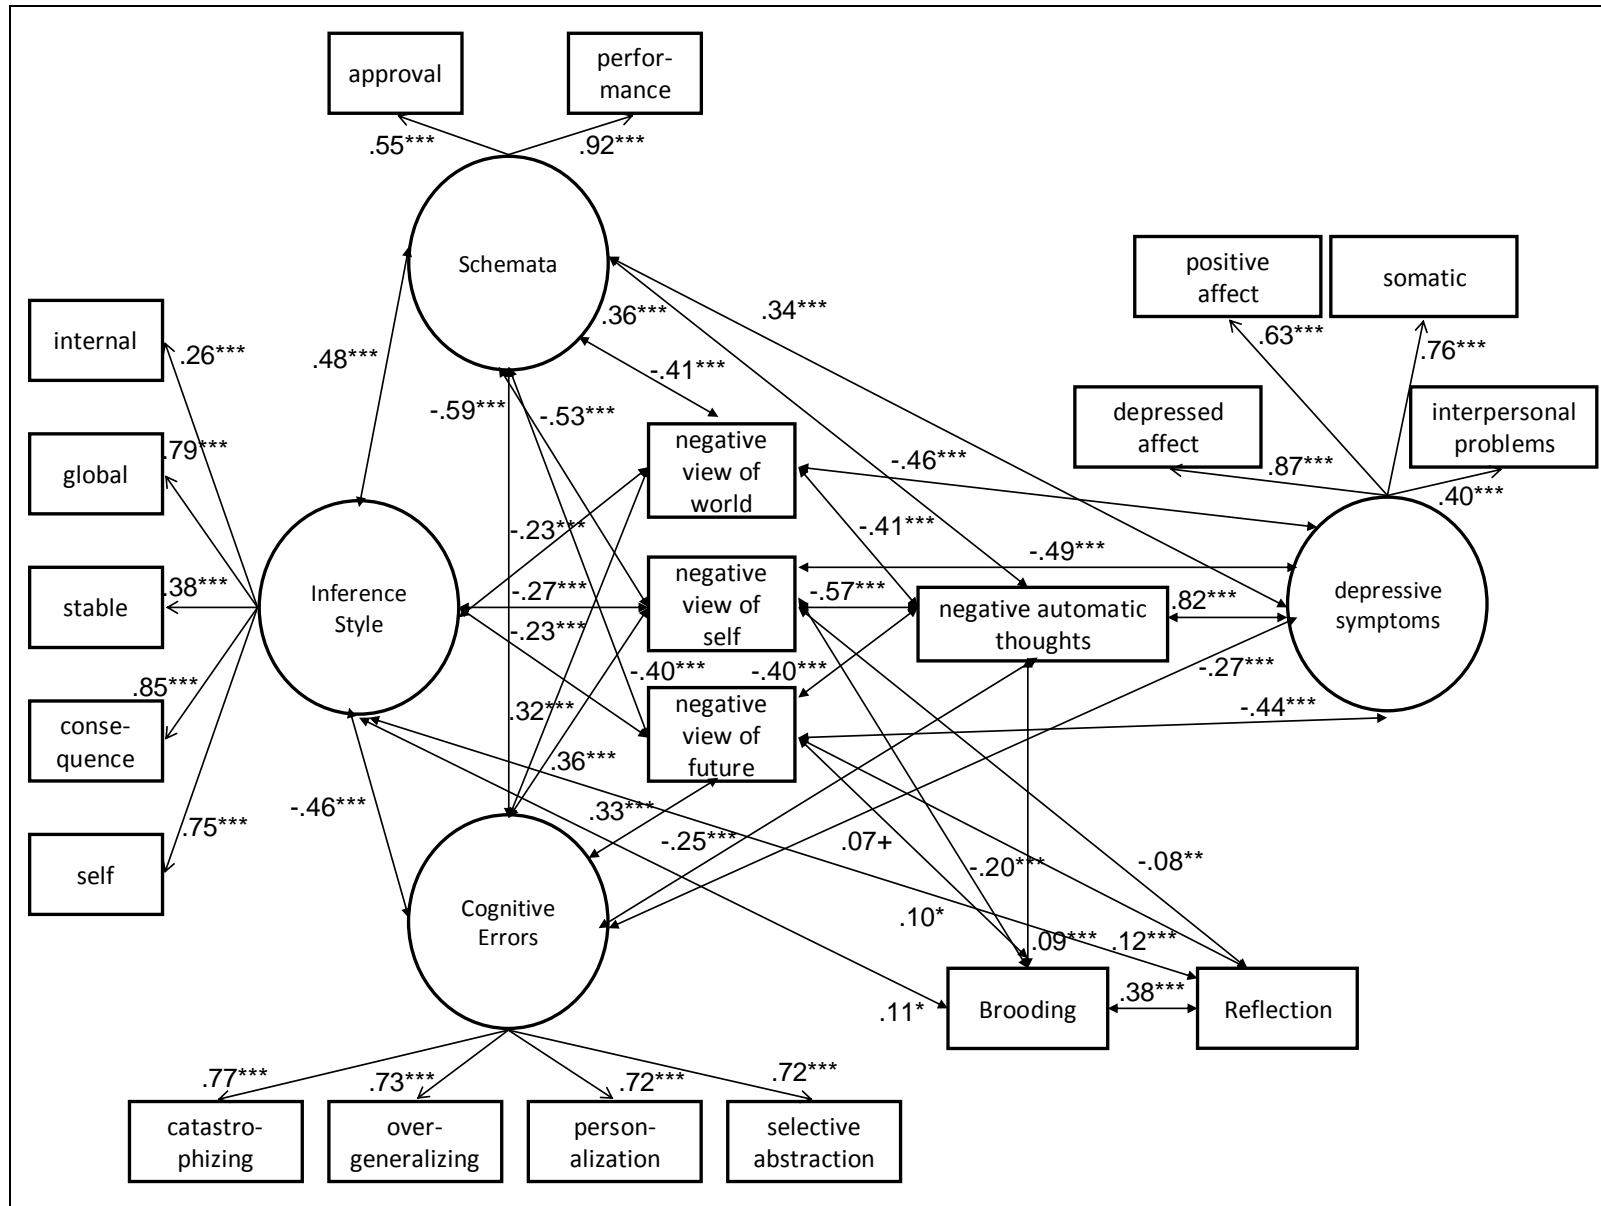 approval
perfor-
mance
.55***
.92***
Schemata
positive
affect
somatic
.36***
.34***
.63***
.76***
internal
.26***
.48***
-.41***
-.59***
-.53***
depressed
affect
interpersonal
problems
negative
view of
world
global
.79***
-.46***
.87***
.40***
-.23***
-.41***
-.49***
stable
.38***
Inference
Style
-.27***
negative
view of
self
-.57***
negative automatic
thoughts
.82***
depressive
symptoms
-.23***
-.40***
-.40***
-.27***
conse-
quence
.85***
.32***
negative
view of
future
-.44***
.36***
-.46***
.33***
-.25***
.07+
-.20***
-.08**
self
.75***
Cognitive
Errors
.10*
.09***
.12***
.11*
Brooding
.38***
Reflection
.77***
.73***
.72***
.72***
catastro-
phizing
over-
generalizing
person-
alization
selective
abstraction